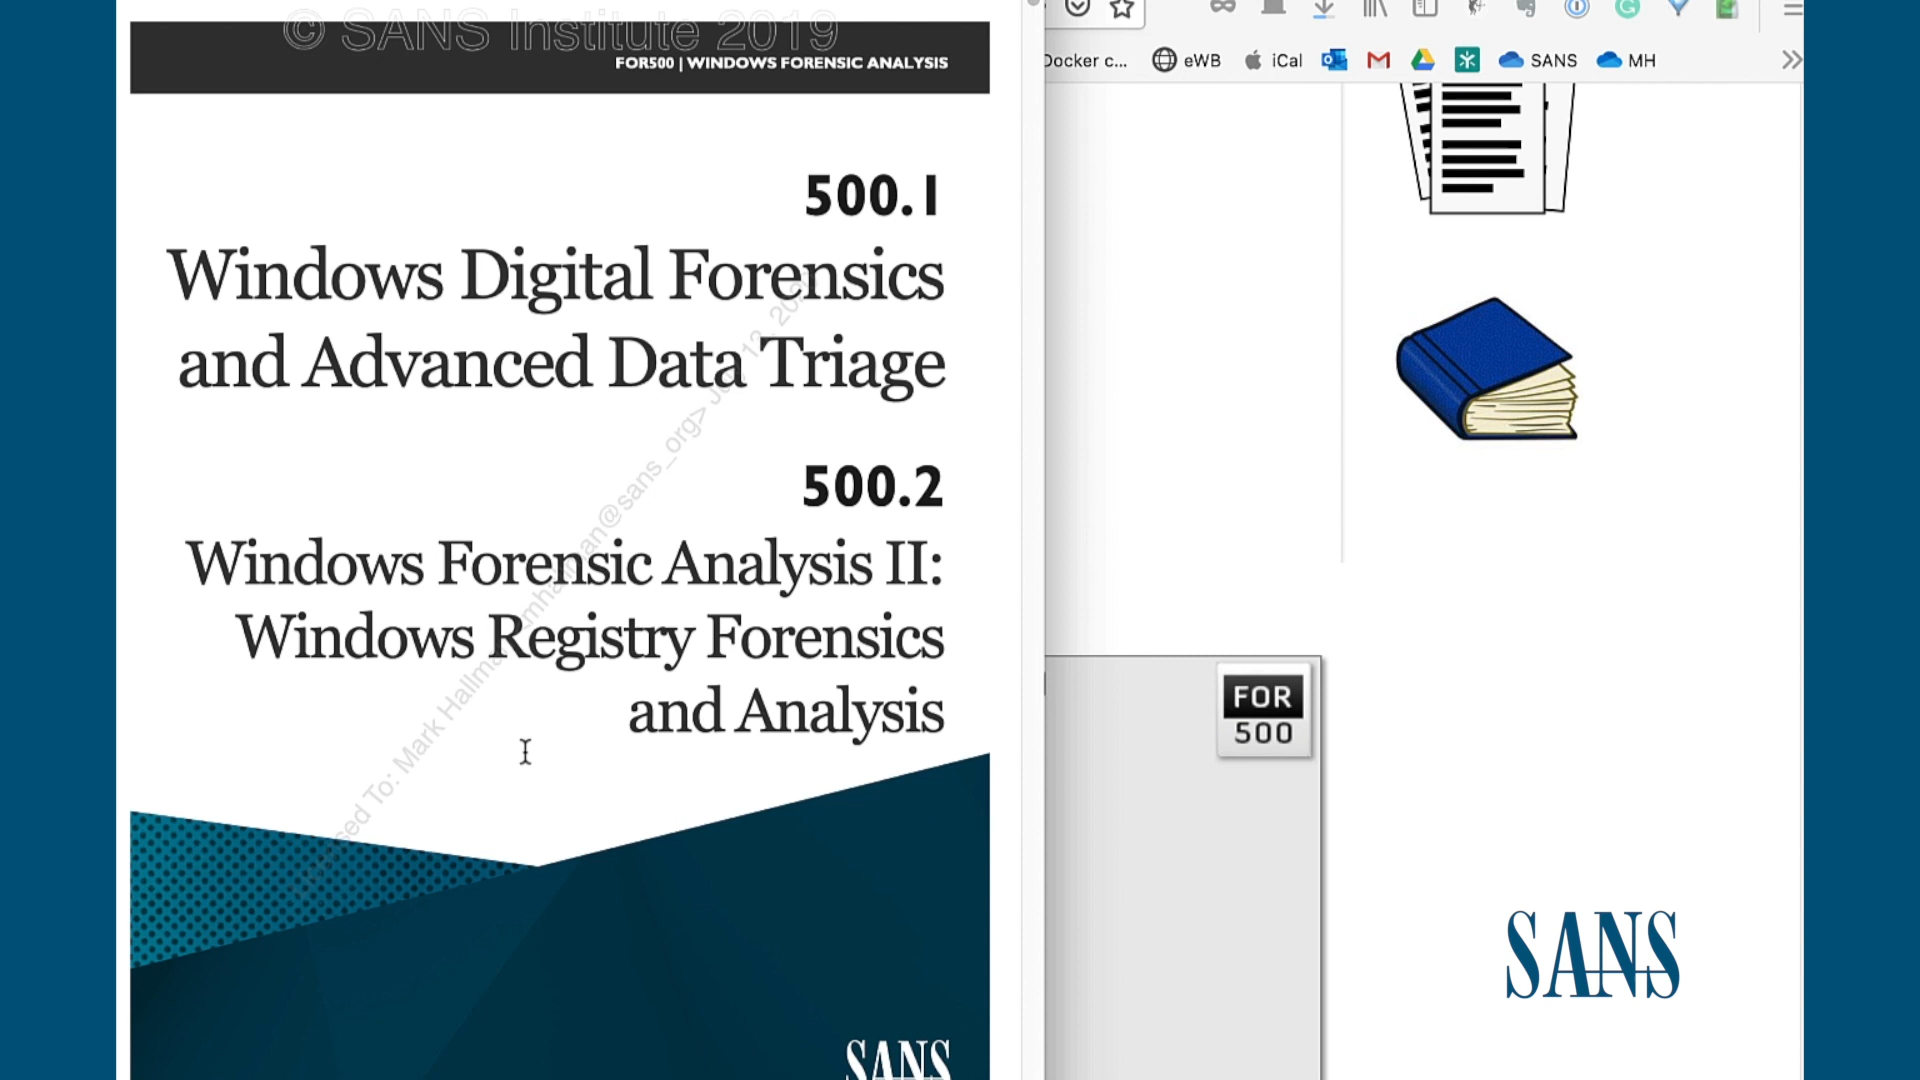 © SANS Institute 2019
FOR500 | WINDOWS FORENSIC ANALYSIS
500.1
Windows Digital Forensics
and Advanced Data Triage
500.2
Windows Forensic Analysis II:
Windows Registry Forensics
and Analysis
SANS
Docker c...
eWB
iCal
SANS
MH
FOR
500
SANS